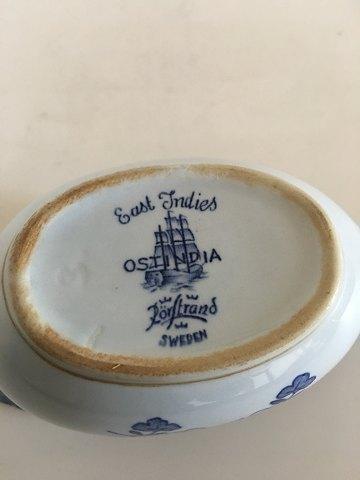 East Indies
OSTINDIA
Rörstrand
SWEDEN